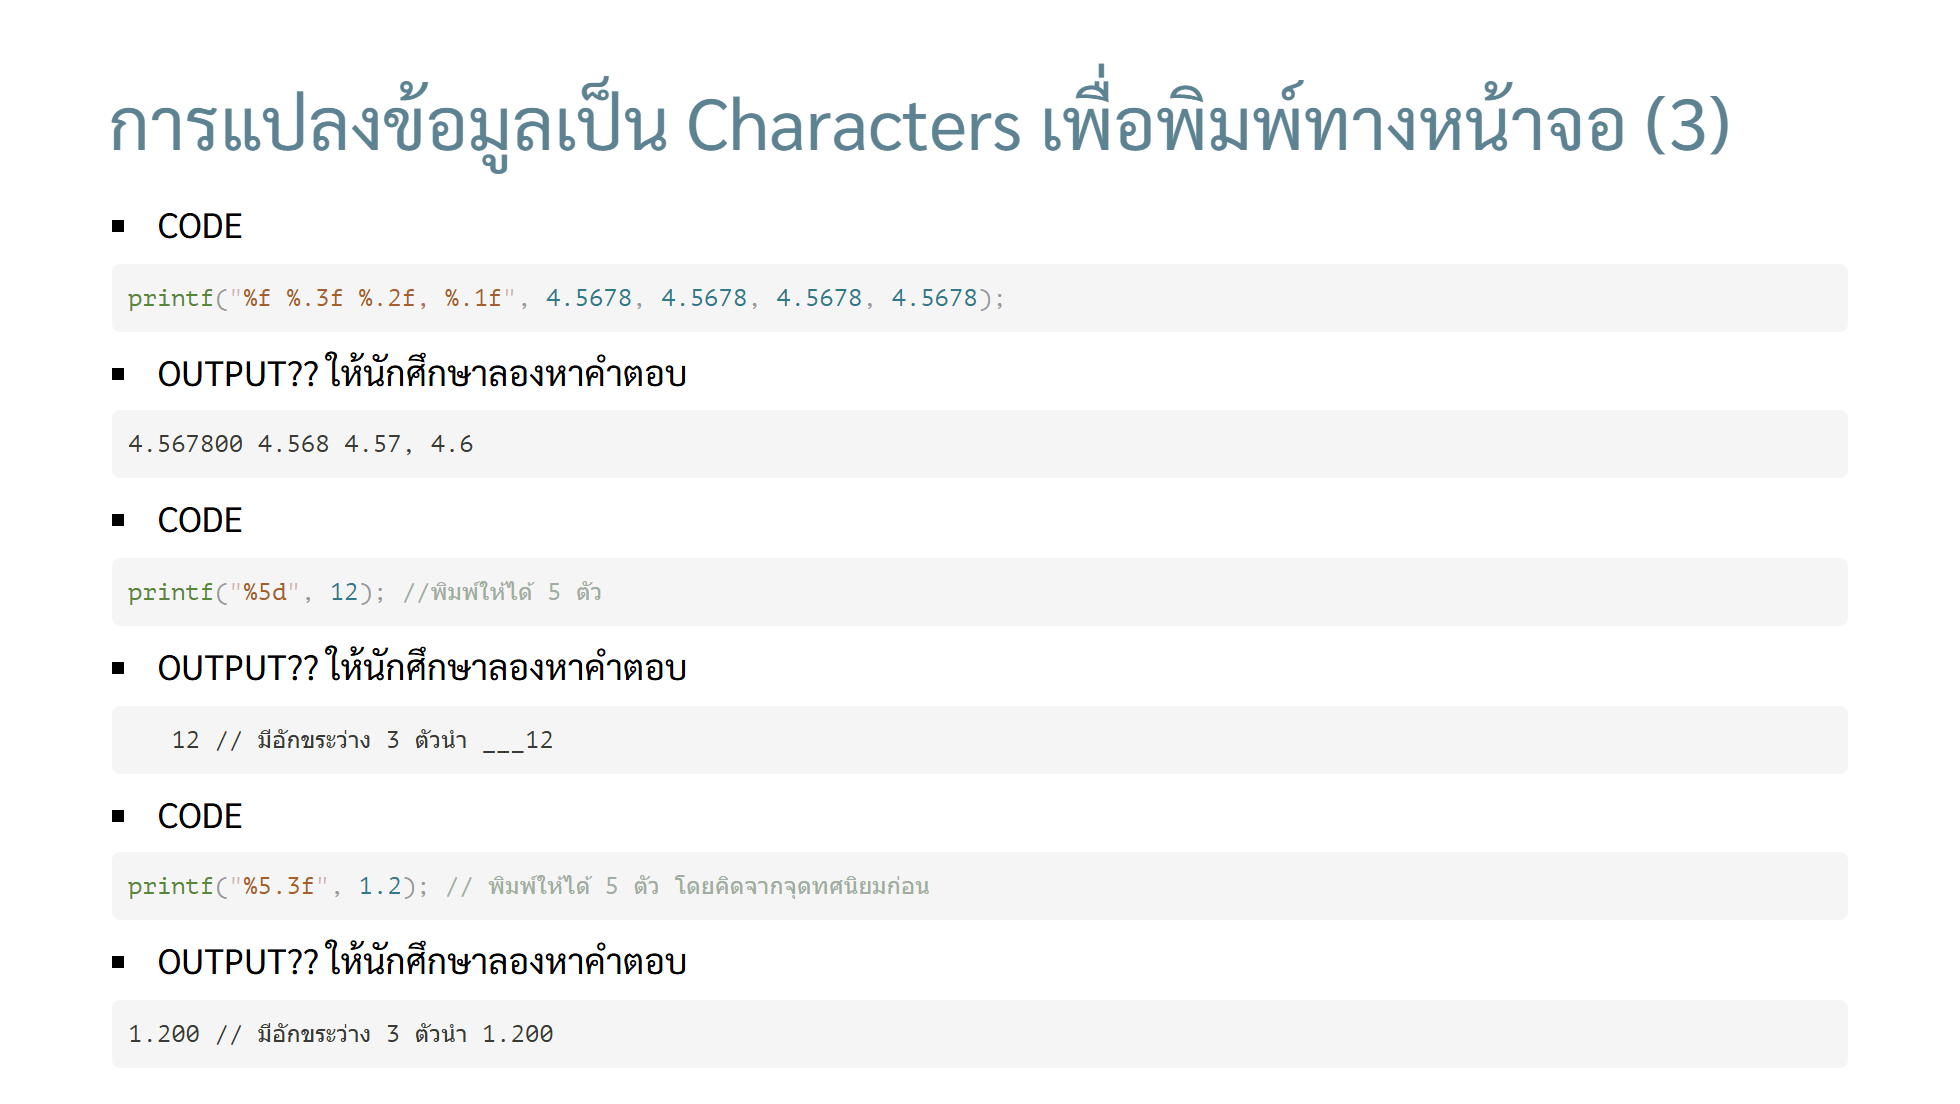 การแปลงข้อมูลเป็น Characters เพื่อพิมพ์ทางหน้าจอ (3)
▪ CODE
printf("%f %.3f %.2f, %.1f", 4.5678, 4.5678, 4.5678, 4.5678);
▪ OUTPUT?? ให้นักศึกษาลองหาคำตอบ
4.567800 4.568 4.57, 4.6
▪ CODE
printf("%5d", 12); //พิมพ์ให้ได้ 5 ตัว
▪ OUTPUT?? ให้นักศึกษาลองหาคำตอบ
   12 // มีอักขระว่าง 3 ตัวนำ ___12
▪ CODE
printf("%5.3f", 1.2); // พิมพ์ให้ได้ 5 ตัว โดยคิดจากจุดทศนิยมก่อน
▪ OUTPUT?? ให้นักศึกษาลองหาคำตอบ
1.200 // มีอักขระว่าง 3 ตัวนำ 1.200